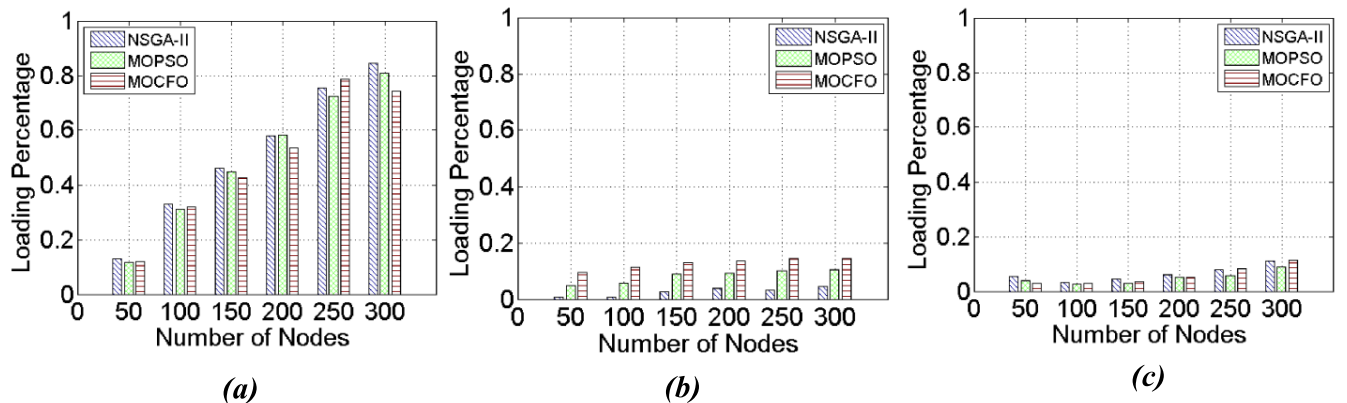 1
0.8
0.6
0.4
0.2
0
Loading Percentage
NSGA-II
MOPSO
MOCFO
0 50 100 150 200 250 300
Number of Nodes
(a)
1
0.8
0.6
0.4
0.2
0
Loading Percentage
NSGA-II
MOPSO
MOCFO
0 50 100 150 200 250 300
Number of Nodes
(b)
1
0.8
0.6
0.4
0.2
0
Loading Percentage
NSGA-II
MOPSO
MOCFO
0 50 100 150 200 250 300
Number of Nodes
(c)